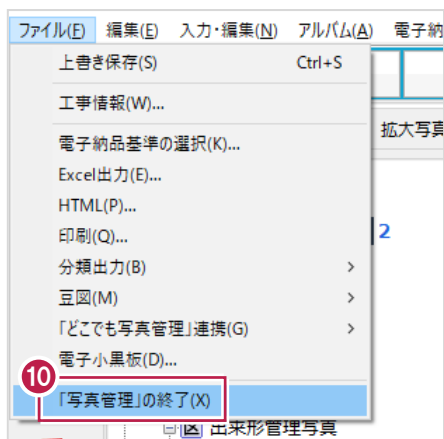 ファイル(F) 編集(E) 入力・編集(N) アルバム(A) 電子納
上書き保存(S) Ctrl+S
工事情報(W)...
拡大写真
電子納品基準の選択(K)...
Excel出力(E)...
HTML(P)...
印刷(Q)...
2
分類出力(B) >
豆図(M) >
「どこでも写真管理」連携(G) >
電子小黒板(D)...
10
「写真管理」の終了(X)
図 出来形管理写真